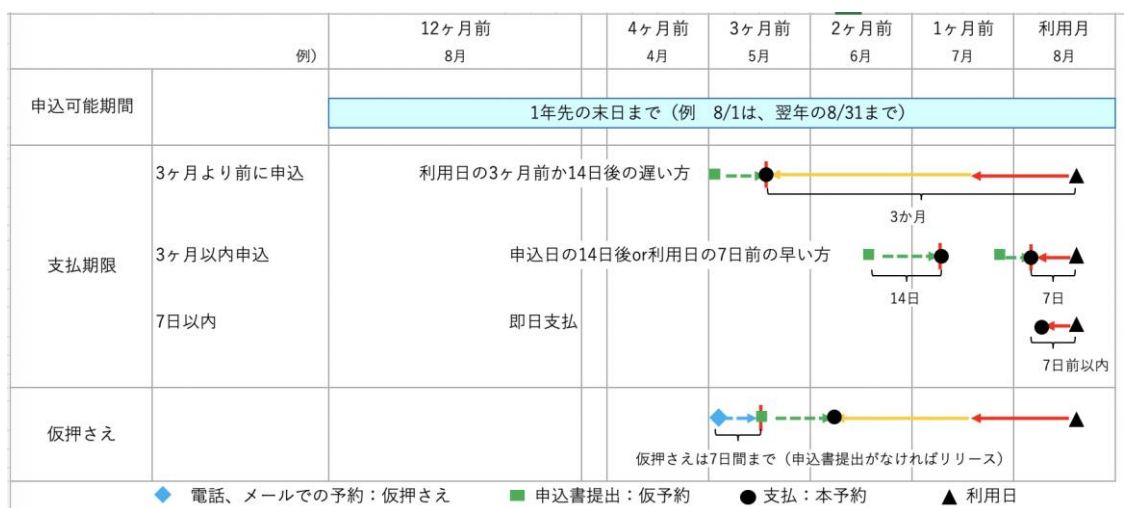 12ヶ月前 4ヶ月前 3ヶ月前 2ヶ月前 1ヶ月前 利用月
例） 8月 4月 5月 6月 7月 8月
申込可能期間
1年先の末日まで（例　8/1は、翌年の8/31まで）
3ヶ月より前に申込 利用日の3ヶ月前か14日後の遅い方
3か月
支払期限
3ヶ月以内申込 申込日の14日後or利用日の7日前の早い方
14日 7日
7日以内 即日支払
7日前以内
仮押さえ
仮押さえは7日間まで（申込書提出がなければリリース）
電話、メールでの予約：仮押さえ 申込書提出：仮予約 支払：本予約 利用日